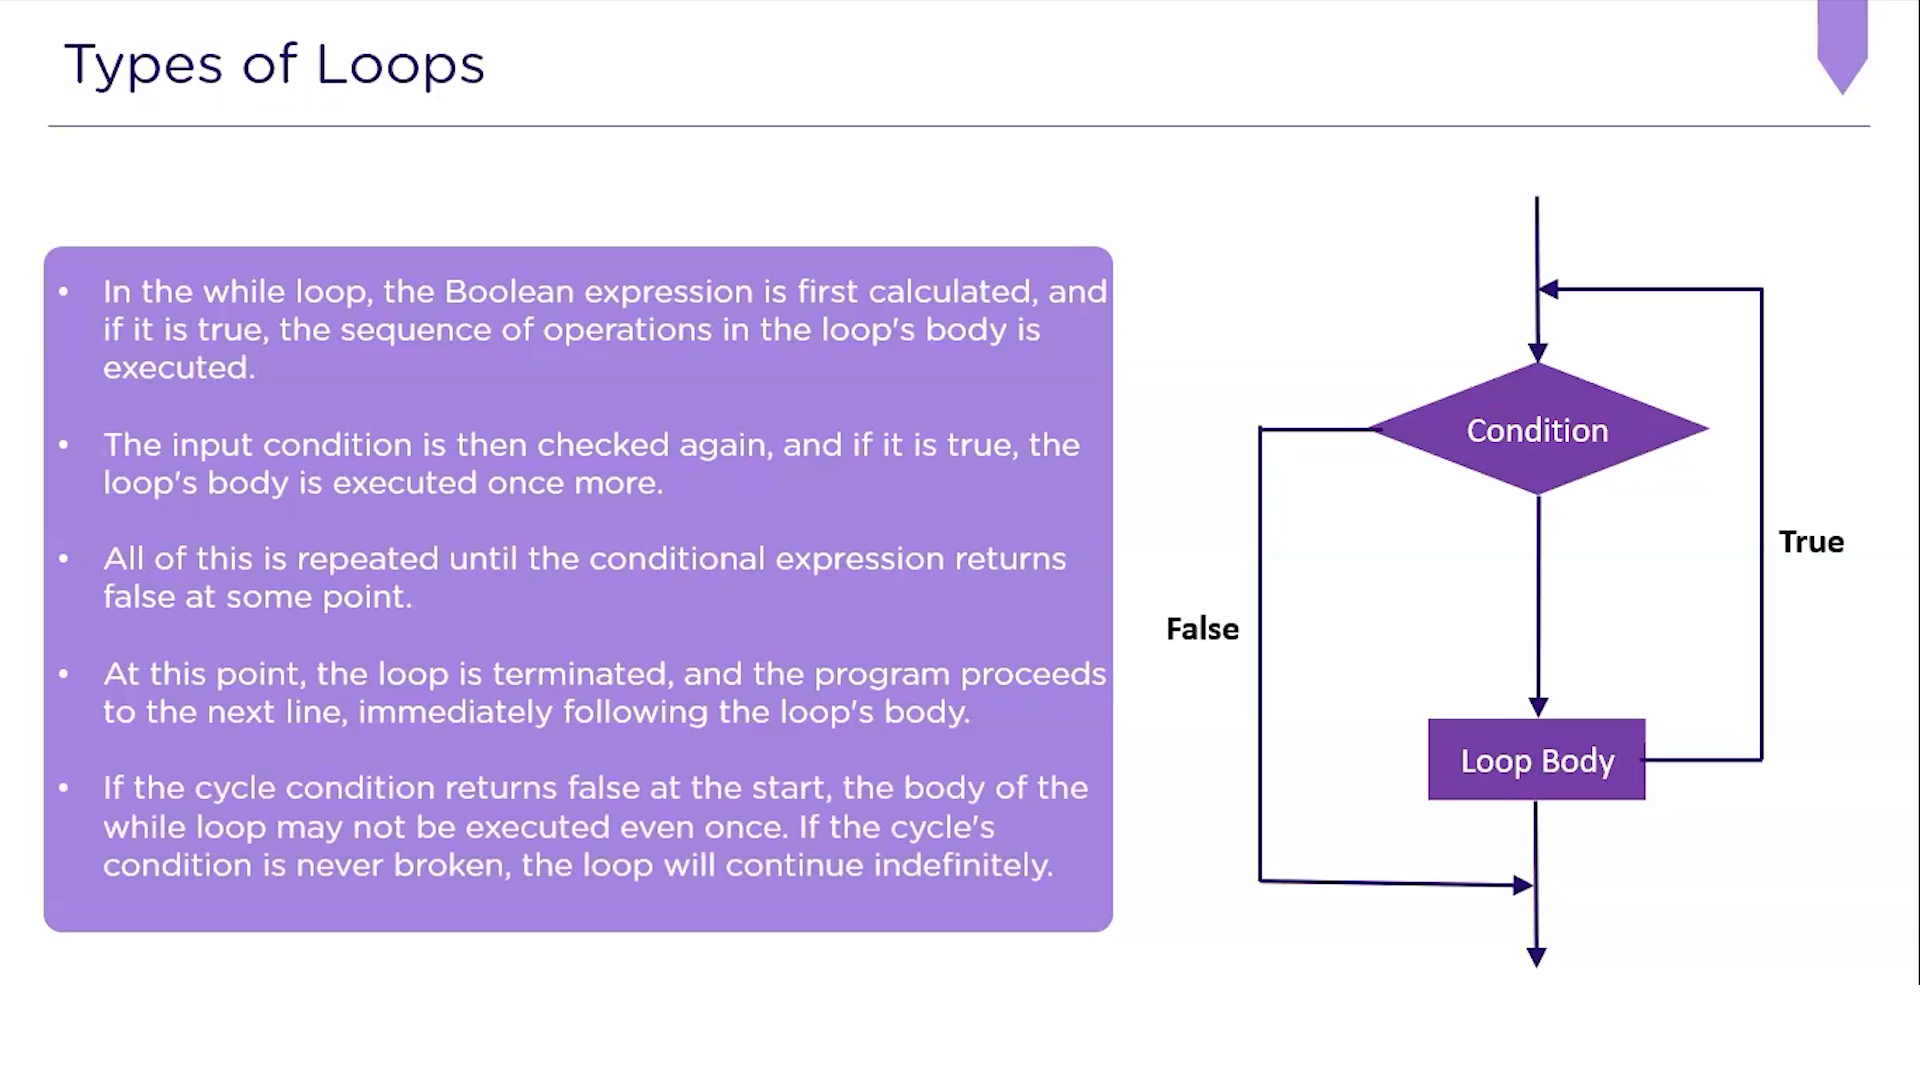 Types of Loops
• In the while loop, the Boolean expression is first calculated, and
if it is true, the sequence of operations in the loop's body is
executed.
• The input condition is then checked again, and if it is true, the
loop's body is executed once more.
• All of this is repeated until the conditional expression returns
false at some point.
• At this point, the loop is terminated, and the program proceeds
to the next line, immediately following the loop's body.
• If the cycle condition returns false at the start, the body of the
while loop may not be executed even once. If the cycle's
condition is never broken, the loop will continue indefinitely.
Condition
True
False
Loop Body